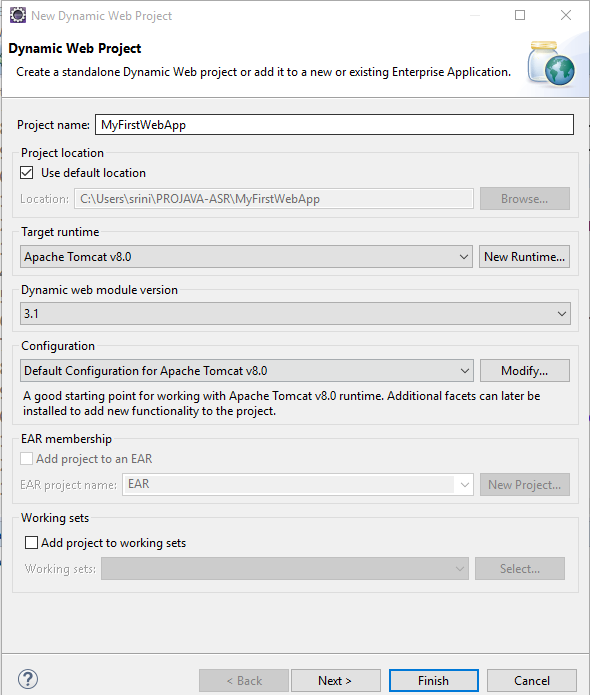 New Dynamic Web Project
Dynamic Web Project
Create a standalone Dynamic Web project or add it to a new or existing Enterprise Application.
Project name: MyFirstWebApp
Project location
Use default location
Location: C:\Users\srini\PROJAVA-ASR\MyFirstWebApp Browse...
Target runtime
Apache Tomcat v8.0 New Runtime...
Dynamic web module version
3.1
Configuration
Default Configuration for Apache Tomcat v8.0 Modify...
A good starting point for working with Apache Tomcat v8.0 runtime. Additional facets can later be
installed to add new functionality to the project.
EAR membership
Add project to an EAR
EAR project name: EAR New Project...
Working sets
Add project to working sets
Working sets: Select...
? < Back Next > Finish Cancel